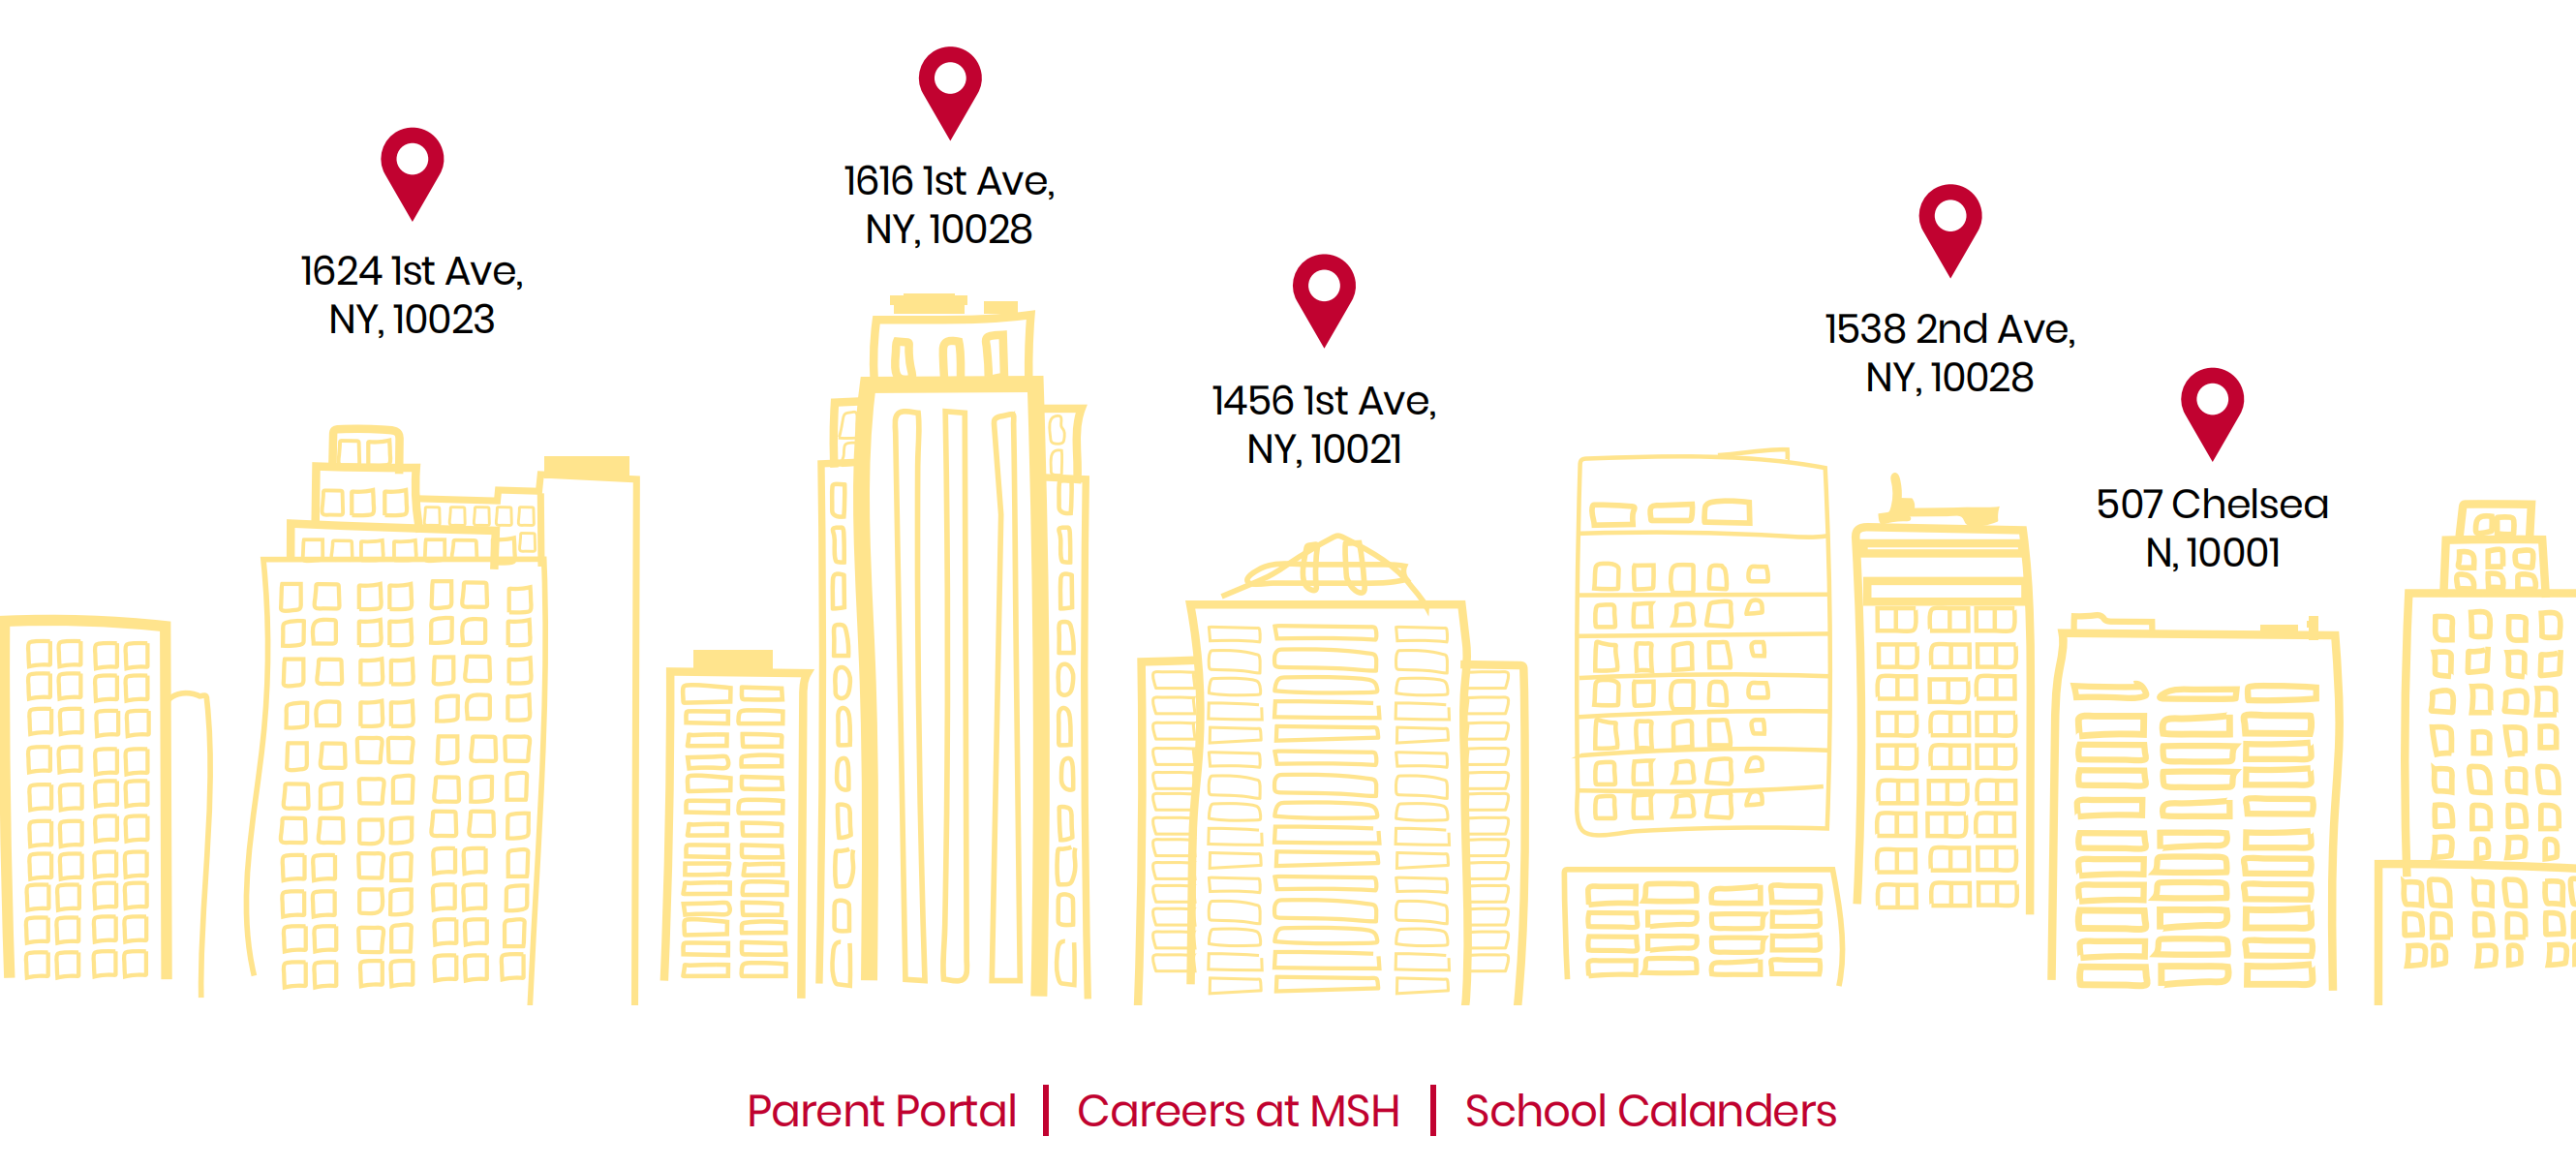 1616 1st Ave,
NY, 10028
1624 1st Ave,
NY, 10023
1456 1st Ave,
NY, 10021
1538 2nd Ave,
NY, 10028
507 Chelsea
N, 10001
Parent Portal | Careers at MSH | School Calanders